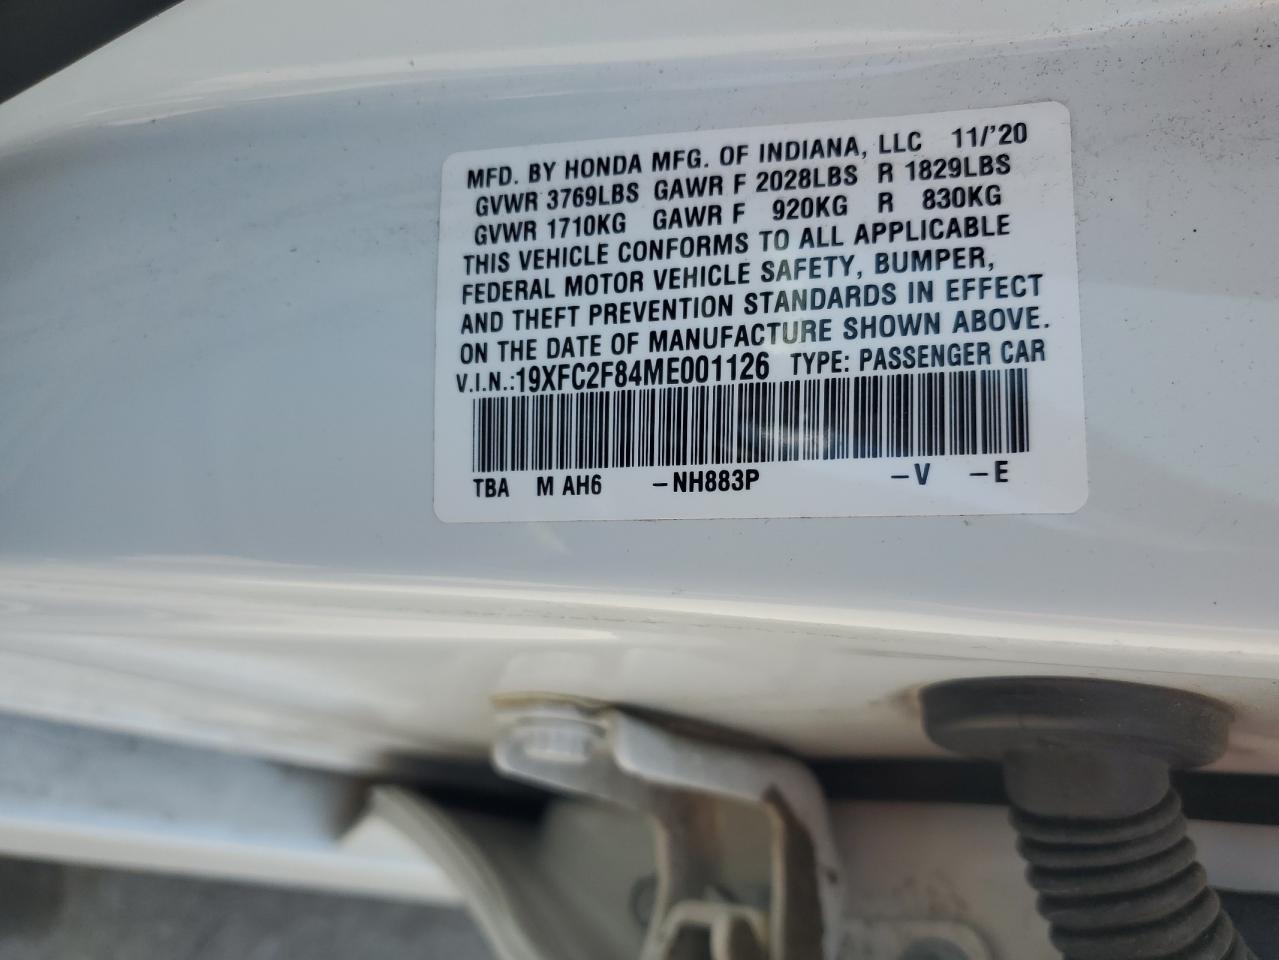 MFD. BY HONDA MFG. OF INDIANA, LLC 11/'20
GVWR 3769LBS GAWR F 2028LBS R 1829LBS
GVWR 1710KG GAWR F 920KG R 830KG
THIS VEHICLE CONFORMS TO ALL APPLICABLE
FEDERAL MOTOR VEHICLE SAFETY, BUMPER,
AND THEFT PREVENTION STANDARDS IN EFFECT
ON THE DATE OF MANUFACTURE SHOWN ABOVE.
V.I.N.:19XFC2F84ME001126 TYPE: PASSENGER CAR
TBA M AH6 –NH883P –V –E